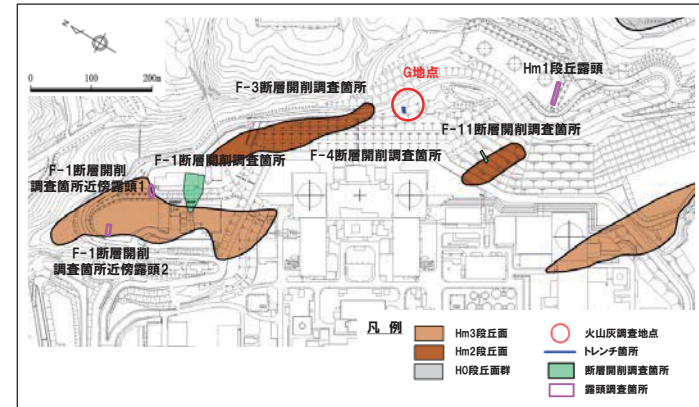 N
0
100
200m
F-3断層開削調査箇所
G地点
Hm1段丘露頭
F-1断層開削
調査箇所近傍露頭1
F-1断層開削調査箇所
F-4断層開削調査箇所
F-11断層開削調査箇所
F-1断層開削
調査箇所近傍露頭2
凡 例
Hm3段丘面
Hm2段丘面
H0段丘面群
火山灰調査地点
トレンチ箇所
断層開削調査箇所
露頭調査箇所